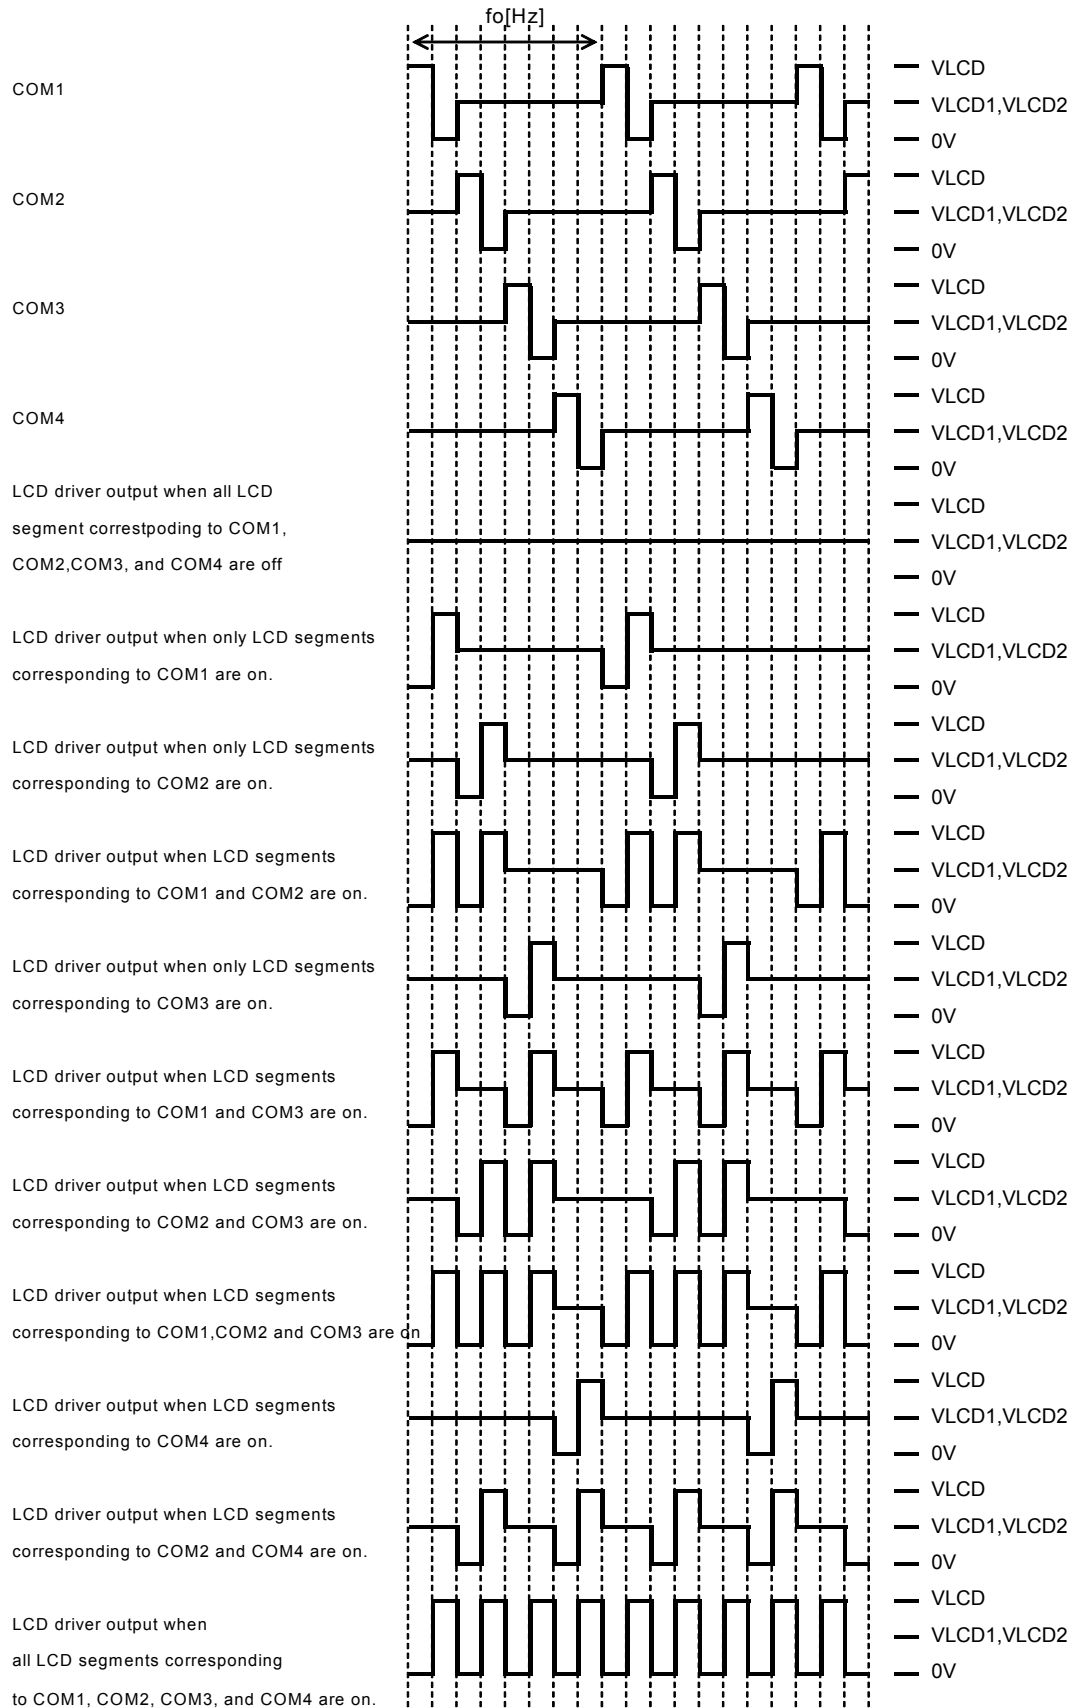 fo[Hz]
COM1
VLCD
VLCD1,VLCD2
0V
COM2
VLCD
VLCD1,VLCD2
0V
COM3
VLCD
VLCD1,VLCD2
0V
COM4
VLCD
VLCD1,VLCD2
0V
LCD driver output when all LCD
segment correstpoding to COM1,
COM2,COM3, and COM4 are off
VLCD
VLCD1,VLCD2
0V
LCD driver output when only LCD segments
corresponding to COM1 are on.
VLCD
VLCD1,VLCD2
0V
LCD driver output when only LCD segments
corresponding to COM2 are on.
VLCD
VLCD1,VLCD2
0V
LCD driver output when LCD segments
corresponding to COM1 and COM2 are on.
VLCD
VLCD1,VLCD2
0V
LCD driver output when only LCD segments
corresponding to COM3 are on.
VLCD
VLCD1,VLCD2
0V
LCD driver output when LCD segments
corresponding to COM1 and COM3 are on.
VLCD
VLCD1,VLCD2
0V
LCD driver output when LCD segments
corresponding to COM2 and COM3 are on.
VLCD
VLCD1,VLCD2
0V
LCD driver output when LCD segments
corresponding to COM1,COM2 and COM3 are on
VLCD
VLCD1,VLCD2
0V
LCD driver output when LCD segments
corresponding to COM4 are on.
VLCD
VLCD1,VLCD2
0V
LCD driver output when LCD segments
corresponding to COM2 and COM4 are on.
VLCD
VLCD1,VLCD2
0V
LCD driver output when
all LCD segments corresponding
to COM1, COM2, COM3, and COM4 are on.
VLCD
VLCD1,VLCD2
0V